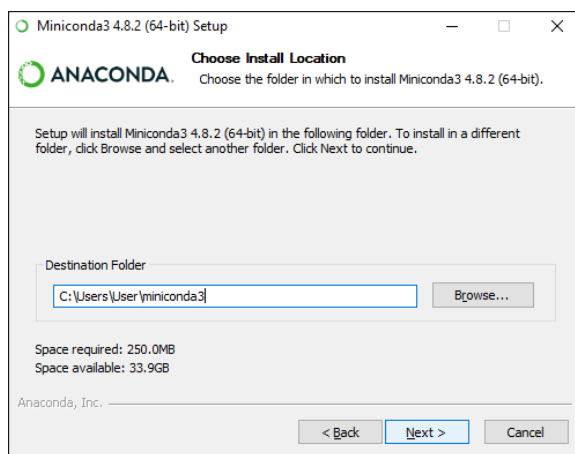 Miniconda3 4.8.2 (64-bit) Setup
ANACONDA.
Choose Install Location
Choose the folder in which to install Miniconda3 4.8.2 (64-bit).
Setup will install Miniconda3 4.8.2 (64-bit) in the following folder. To install in a different
folder, click Browse and select another folder. Click Next to continue.
Destination Folder
C:\Users\User\miniconda3
Browse...
Space required: 250.0MB
Space available: 33.9GB
Anaconda, Inc.
< Back
Next >
Cancel